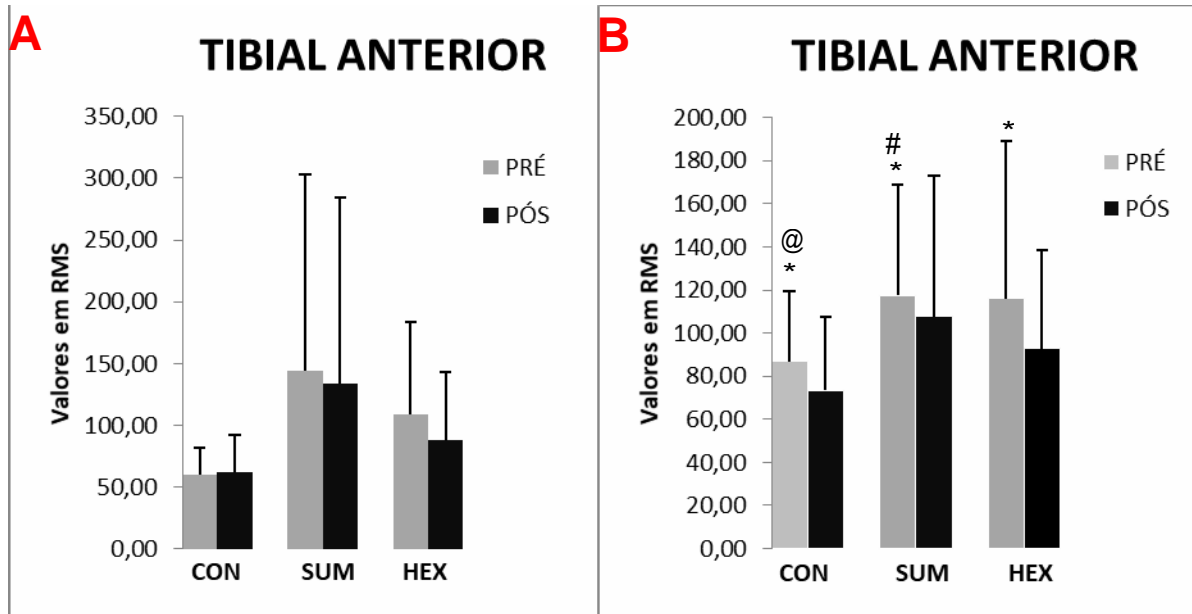 A
TIBIAL ANTERIOR
Valores em RMS
350,00
300,00
250,00
200,00
150,00
100,00
50,00
0,00
PRÉ
PÓS
CON SUM HEX
B
TIBIAL ANTERIOR
Valores em RMS
200,00
180,00
160,00
140,00
120,00
100,00
80,00
60,00
40,00
20,00
0,00
@
*
#
*
*
PRÉ
PÓS
CON SUM HEX